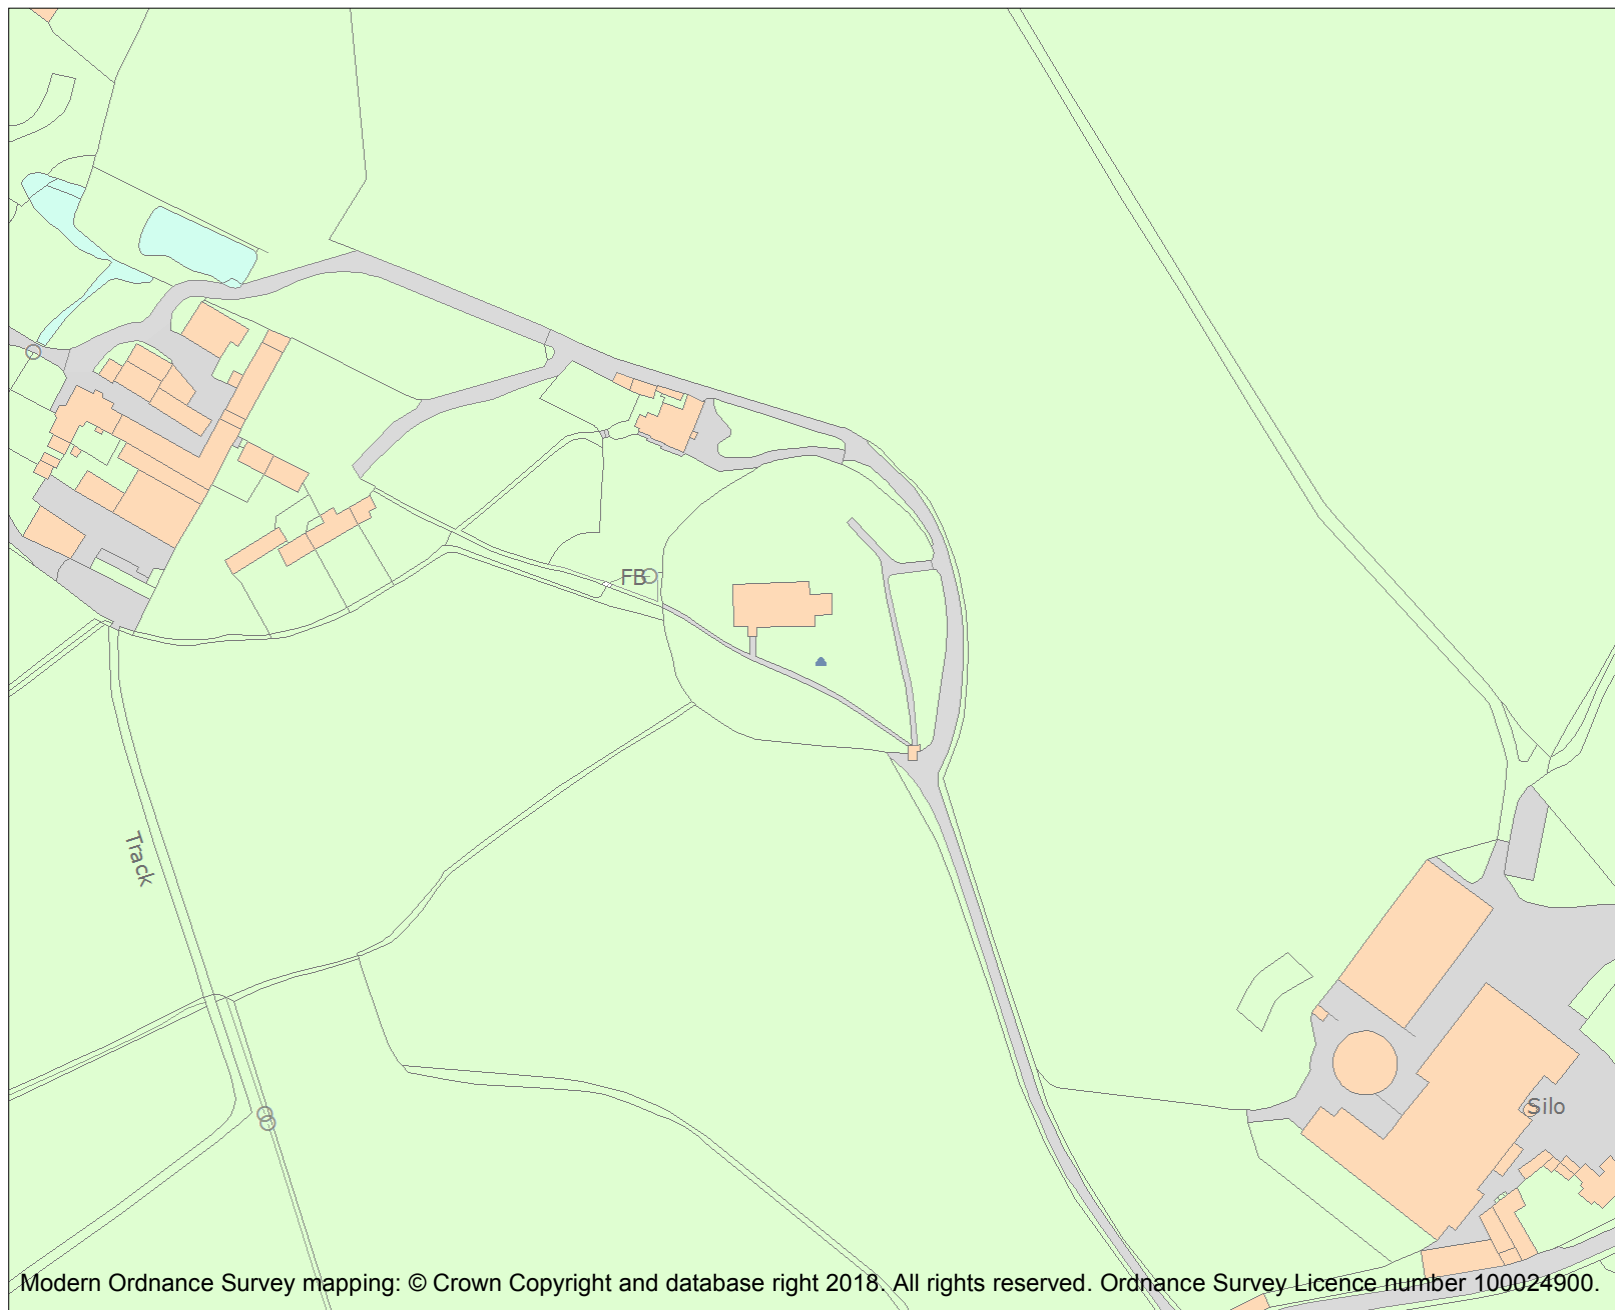 FB
Track
Silo
Modern Ordnance Survey mapping: © Crown Copyright and database right 2018. All rights reserved. Ordnance Survey Licence number 100024900.